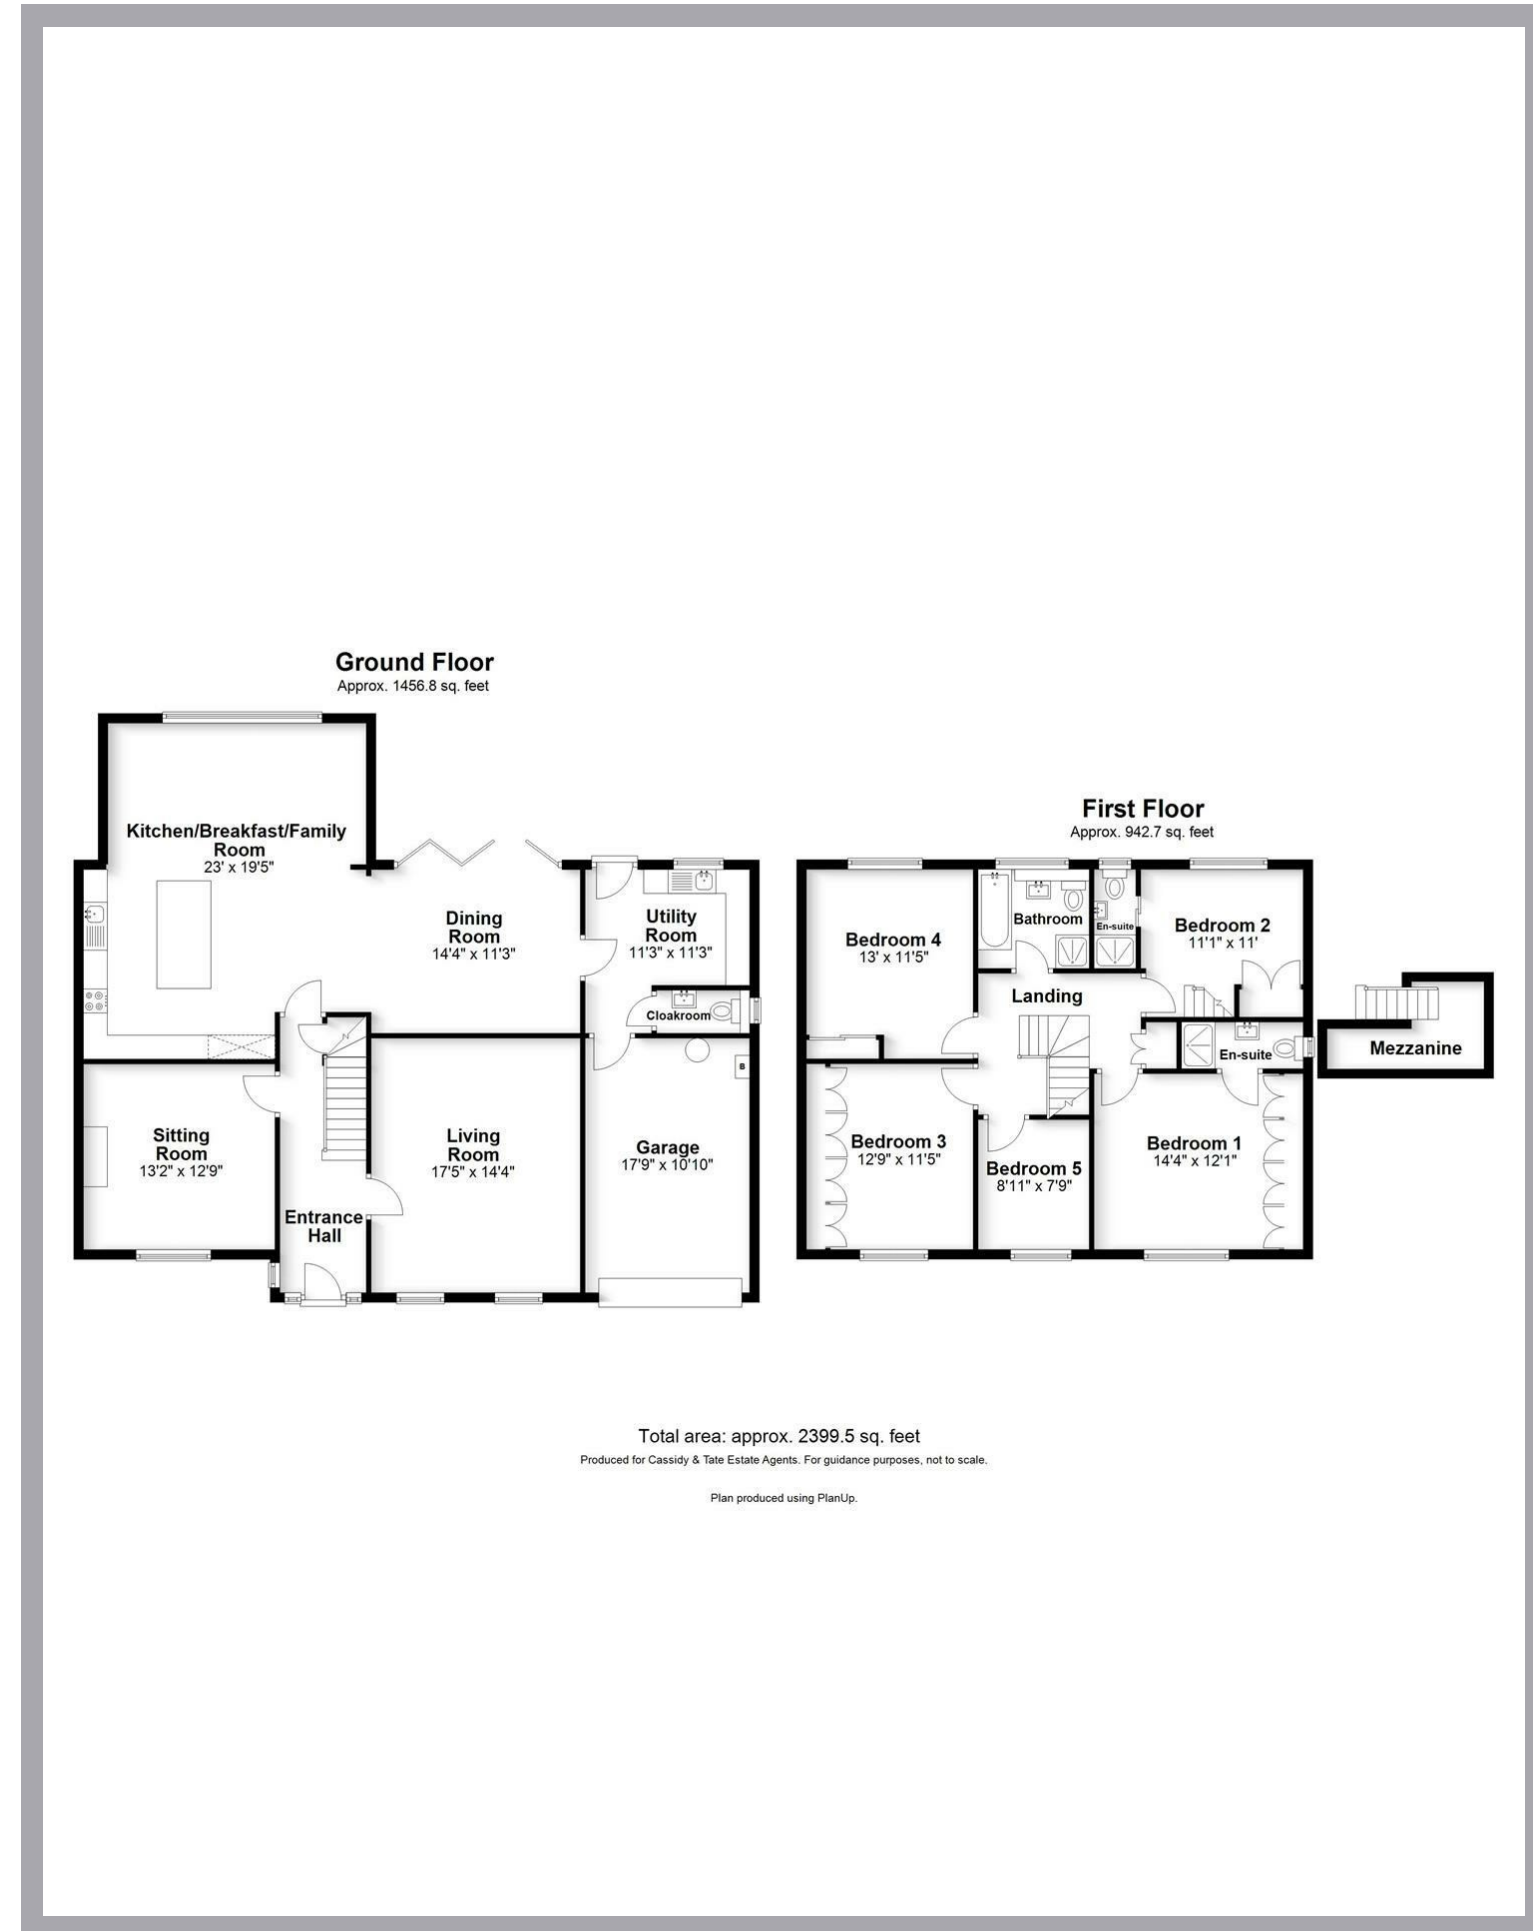 Ground Floor
Approx. 1456.8 sq. feet
Kitchen/Breakfast/Family
Room
23' x 19'5"
Dining
Room
14'4" x 11'3"
Utility
Room
11'3" x 11'3"
Cloakroom
Sitting
Room
13'2" x 12'9"
Living
Room
17'5" x 14'4"
Garage
17'9" x 10'10"
B
Entrance
Hall
First Floor
Approx. 942.7 sq. feet
Bedroom 4
13' x 11'5"
Bathroom
En-suite
Bedroom 2
11'1" x 11'
Landing
En-suite
Mezzanine
Bedroom 3
12'9" x 11'5"
Bedroom 5
8'11" x 7'9"
Bedroom 1
14'4" x 12'1"
Total area: approx. 2399.5 sq. feet
Produced for Cassidy & Tate Estate Agents. For guidance purposes, not to scale.
Plan produced using PlanUp.